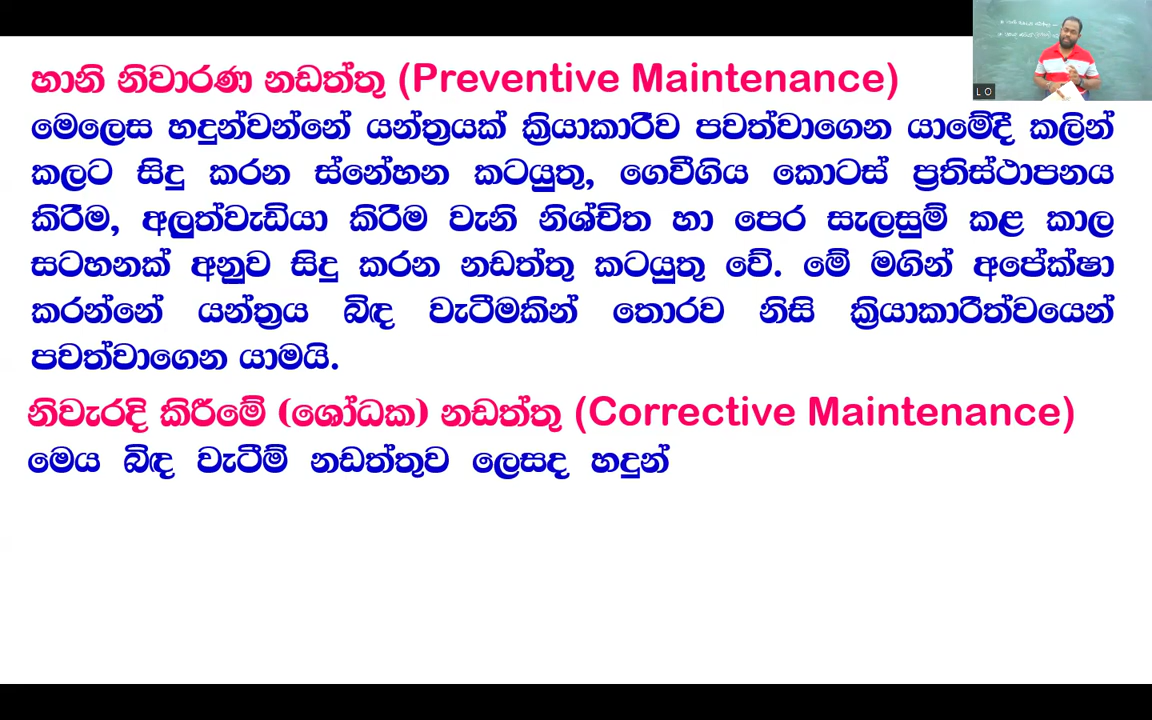 හානි නිවාරණ නඩත්තු (Preventive Maintenance)
මෙලෙස හදුන්වන්නේ යන්ත්‍රයක් ක්‍රියාකාරීව පවත්වාගෙන යාමේදී කලින්
කලට සිදු කරන ස්නේහන කටයුතු, ගෙවීගිය කොටස් ප්‍රතිස්ථාපනය
කිරීම, අලුත්වැඩියා කිරීම වැනි නිශ්චිත හා පෙර සැලසුම් කළ කාල
සටහනක් අනුව සිදු කරන නඩත්තු කටයුතු වේ. මේ මගින් අපේක්ෂා
කරන්නේ යන්ත්‍රය බිඳ වැටීමකින් තොරව නිසි ක්‍රියාකාරීත්වයෙන්
පවත්වාගෙන යාමයි.
නිවැරදි කිරීමේ (ශෝධක) නඩත්තු (Corrective Maintenance)
මෙය බිඳ වැටීම් නඩත්තුව ලෙසද හදුන්
L O